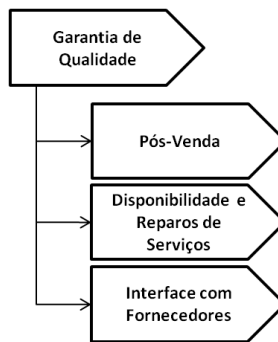 Garantia de
Qualidade
Pós-Venda
Disponibilidade e
Reparos de
Serviços
Interface com
Fornecedores